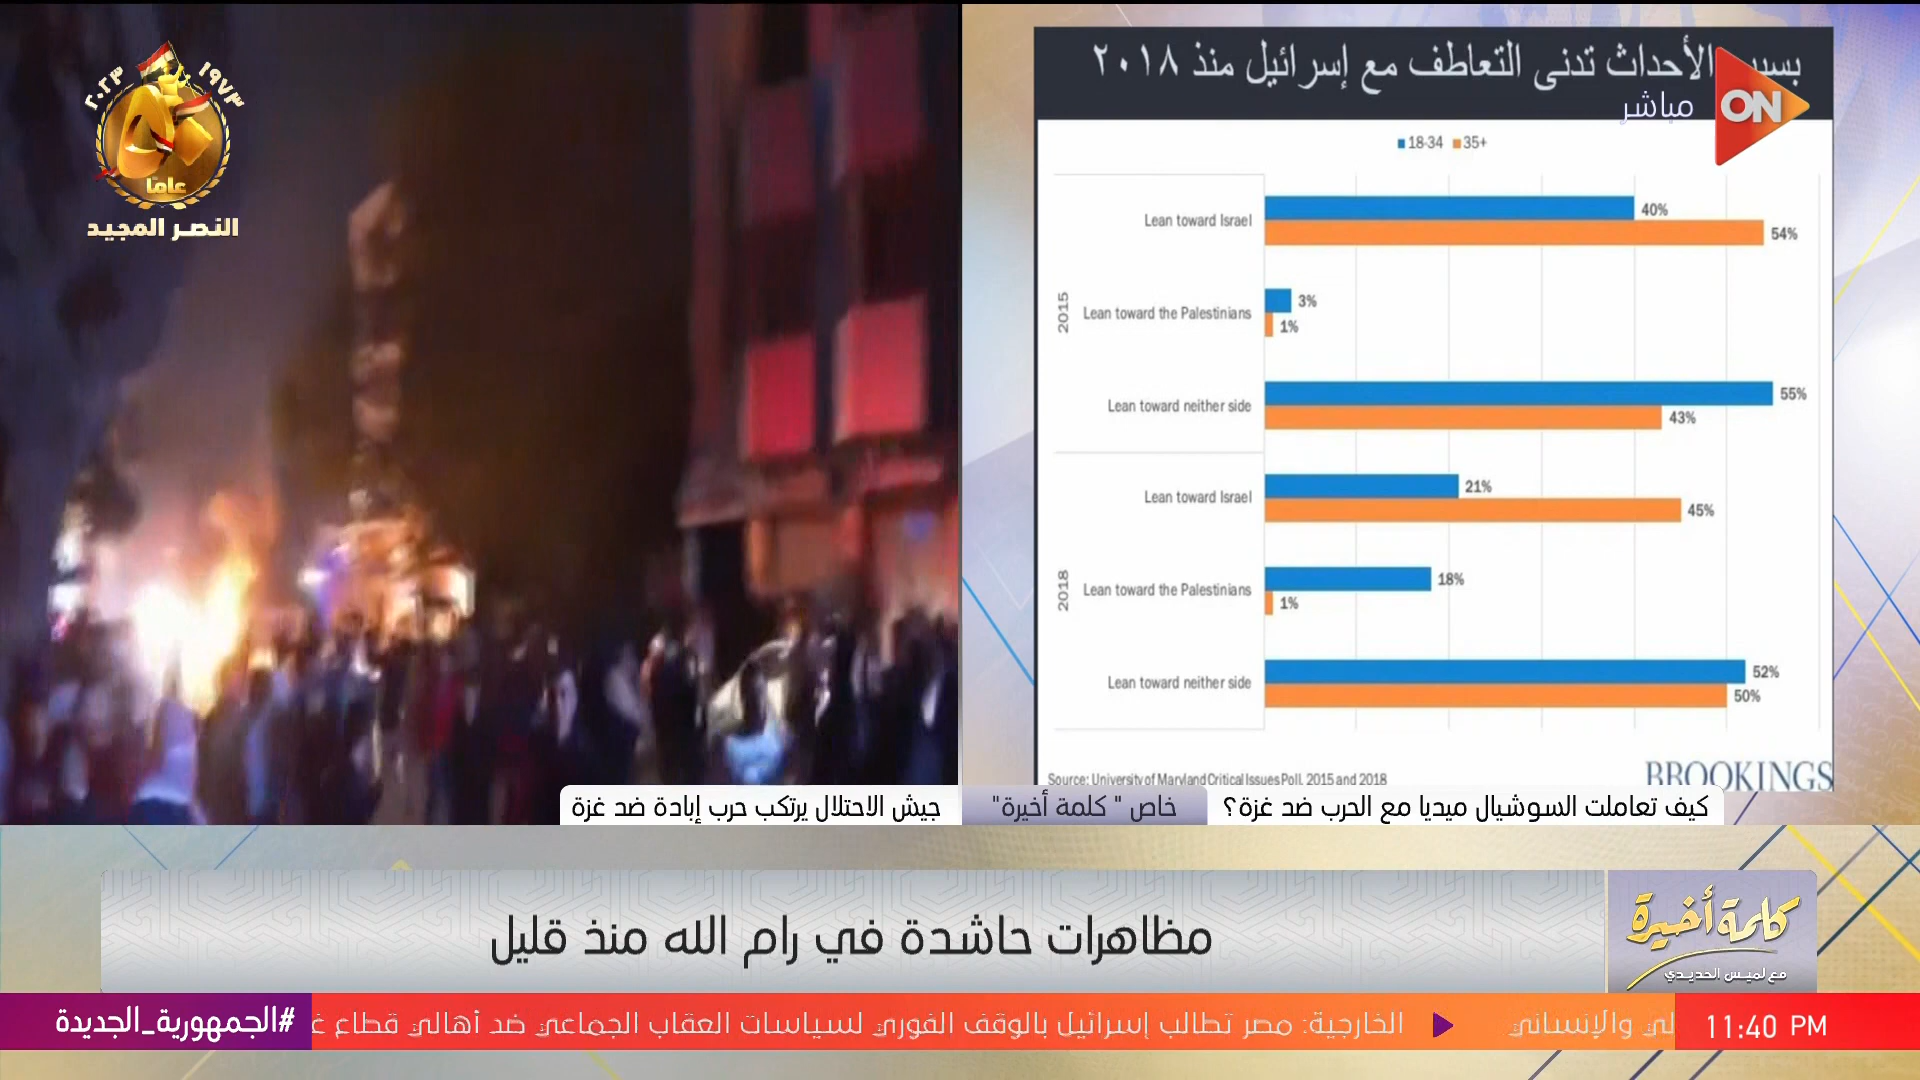 ١٩٧٣
٢٠٢٣
٥٠
عامًا
النصر المجيد
الأحداث تدنى التعاطف مع إسرائيل منذ ٢٠١٨
ON
مباشر
18-34 35+
2015
Lean toward Israel 40% 54%
Lean toward the Palestinians 3% 1%
Lean toward neither side 55% 43%
2018
Lean toward Israel 21% 45%
Lean toward the Palestinians 18% 1%
Lean toward neither side 52% 50%
Source: University of Maryland Critical Issues Poll, 2015 and 2018
BROOKINGS
كيف تعاملت السوشيال ميديا مع الحرب ضد غزة؟
خاص " كلمة أخيرة"
جيش الاحتلال يرتكب حرب إبادة ضد غزة
مظاهرات حاشدة في رام الله منذ قليل
كلمة أخيرة
مع لميس الحديدي
11:40 PM
والإنساني
الخارجية: مصر تطالب إسرائيل بالوقف الفوري لسياسات العقاب الجماعي ضد أهالي قطاع
#الجمهورية_الجديدة